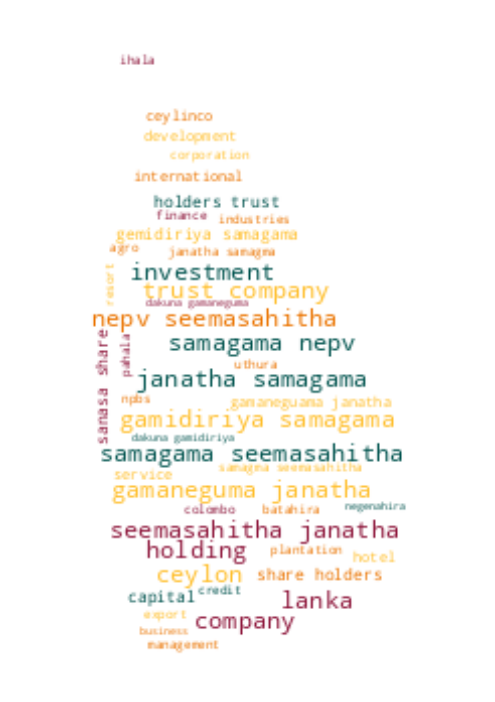 ihala
ceylinco
development
corporation
international
holders trust
finance industries
gemidiriya samagama
agro janatha samagma
investment
resort
trust company
dakuna gamaneguma
nepv seemasahitha
samagama nepv
sanasa share
pahala
uthura
janatha samagama
npbs gamaneguama janatha
gamidiriya samagama
dakuna gamidiriya
samagama seemasahitha
samagma seemasahitha
service
gamaneguma janatha
colombo batahira negenahira
seemasahitha janatha
holding plantation hotel
ceylon share holders
capital credit
lanka
export
company
business
management